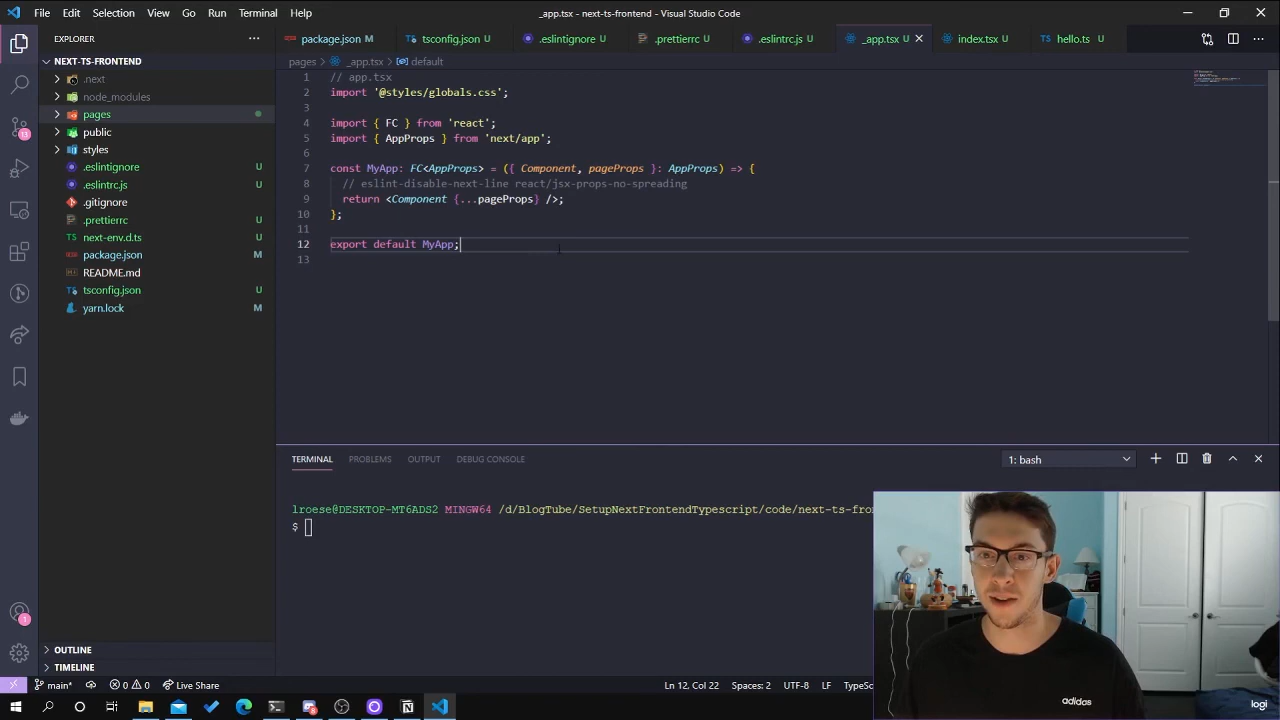 File Edit Selection View Go Run Terminal Help
_app.tsx - next-ts-frontend - Visual Studio Code
EXPLORER
NEXT-TS-FRONTEND
.next
node_modules
pages
public
styles
.eslintignore U
.eslintrc.js U
.gitignore
.prettierrc U
next-env.d.ts U
package.json M
README.md
tsconfig.json U
yarn.lock M
OUTLINE
TIMELINE
13
1
package.json M tsconfig.json U .eslintignore U .prettierrc U .eslintrc.js U _app.tsx U index.tsx U hello.ts U
pages > _app.tsx > default
1 // app.tsx
2 import '@styles/globals.css';
3
4 import { FC } from 'react';
5 import { AppProps } from 'next/app';
6
7 const MyApp: FC<AppProps> = ({ Component, pageProps }: AppProps) => {
8 // eslint-disable-next-line react/jsx-props-no-spreading
9 return <Component {...pageProps} />;
10 };
11
12 export default MyApp;
13
TERMINAL PROBLEMS OUTPUT DEBUG CONSOLE
1: bash
lroese@DESKTOP-MT6ADS2 MINGW64 /d/BlogTube/SetupNextFrontendTypescript/code/next-ts-fron
$
adidas
logi
main* 0 0 Live Share
Ln 12, Col 22 Spaces: 2 UTF-8 LF TypeSc